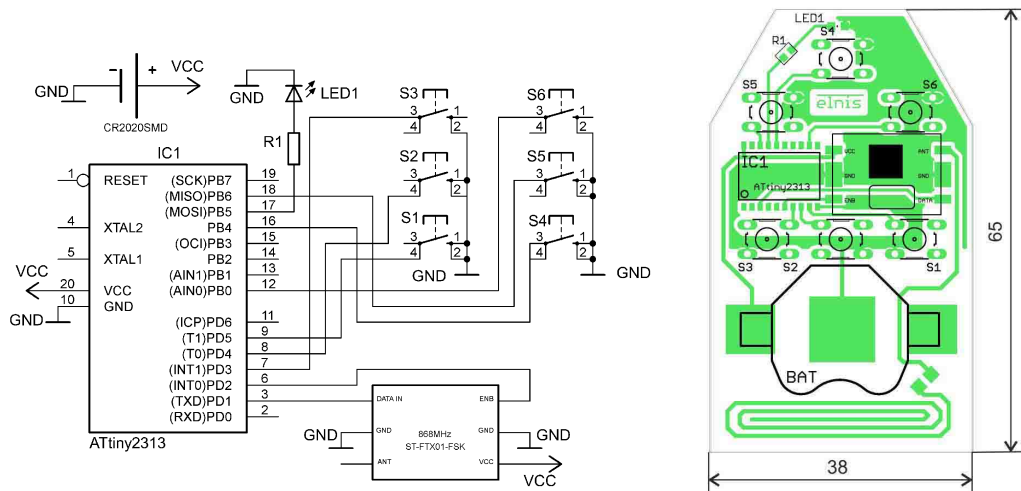 GND
-
+
VCC
CR2020SMD
GND
LED1
R1
S3
3
4
1
2
S2
3
4
1
2
S1
3
4
1
2
GND
S6
3
4
1
2
S5
3
4
1
2
S4
3
4
1
2
GND
IC1
1
RESET
4
XTAL2
5
XTAL1
VCC
20
VCC
10
GND
GND
(SCK)PB7 19
(MISO)PB6 18
(MOSI)PB5 17
PB4 16
(OCI)PB3 15
PB2 14
(AIN1)PB1 13
(AIN0)PB0 12
(ICP)PD6 11
(T1)PD5 9
(T0)PD4 8
(INT1)PD3 7
(INT0)PD2 6
(TXD)PD1 3
(RXD)PD0 2
ATtiny2313
DATA IN
ENB
GND
GND
GND
GND
868MHz
ST-FTX01-FSK
ANT
VCC
VCC
LED1
S4
R1
S5
elnis
S6
IC1
ATtiny2313
VCC
ANT
GND
GND
ENB
DATA
S3
S2
S1
BAT
65
38